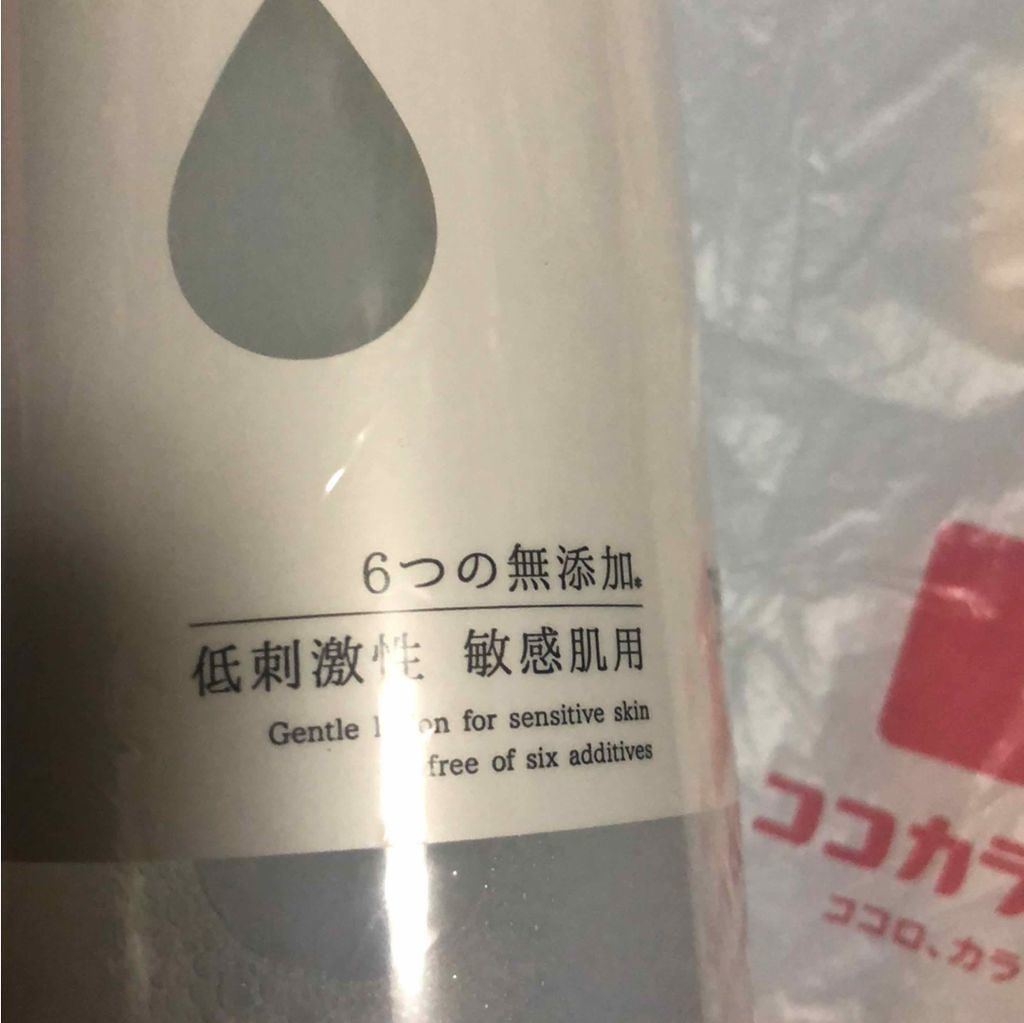 6つの無添加*
低刺激性 敏感肌用
Gentle lotion for sensitive skin
free of six additives
ココカラ
ココロ、カラ